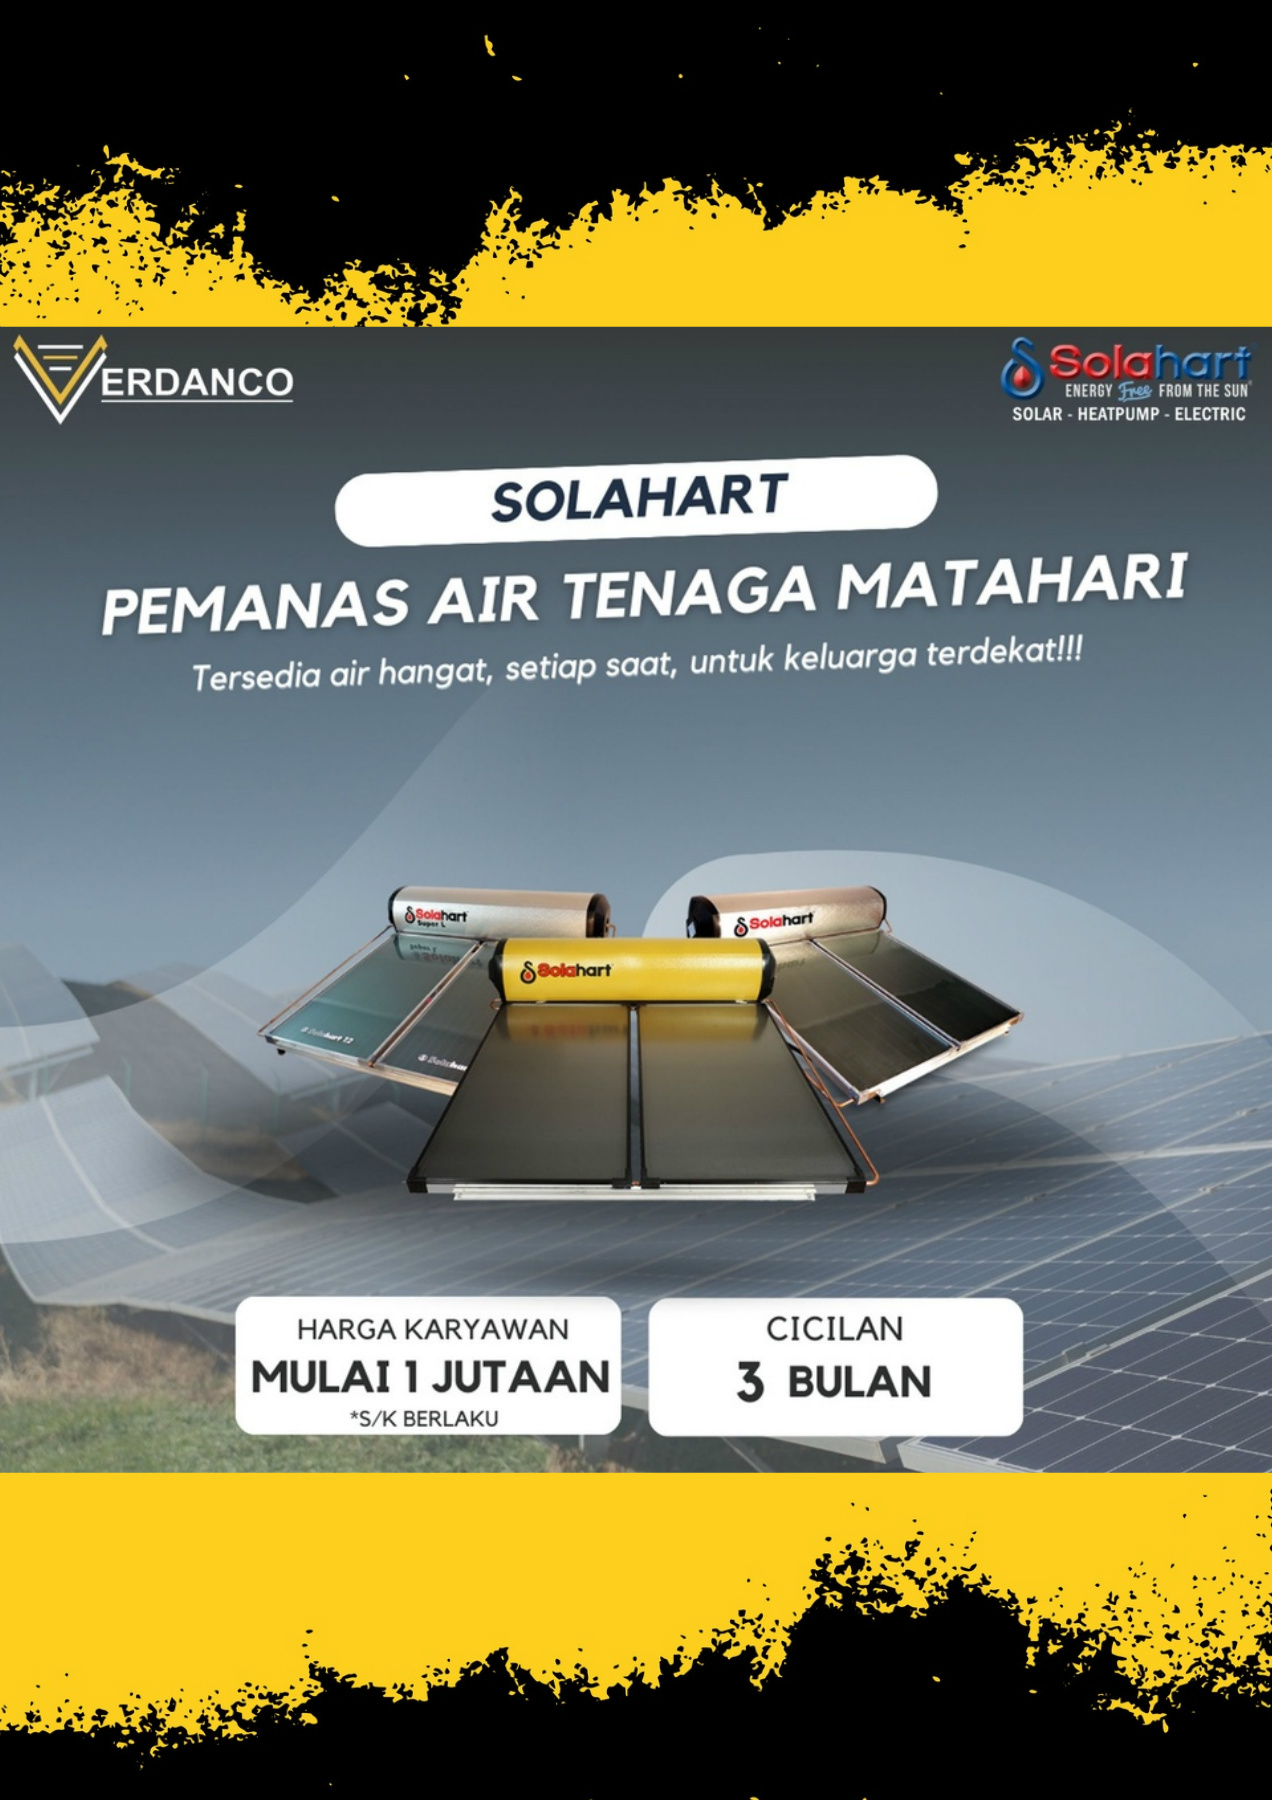 VERDANCO
Solahart
ENERGY Free FROM THE SUN
SOLAR - HEATPUMP - ELECTRIC
SOLAHART
PEMANAS AIR TENAGA MATAHARI
Tersedia air hangat, setiap saat, untuk keluarga terdekat!!!
Solahart
Super L
Solahart
Solahart
HARGA KARYAWAN
MULAI 1 JUTAAN
*S/K BERLAKU
CICILAN
3 BULAN